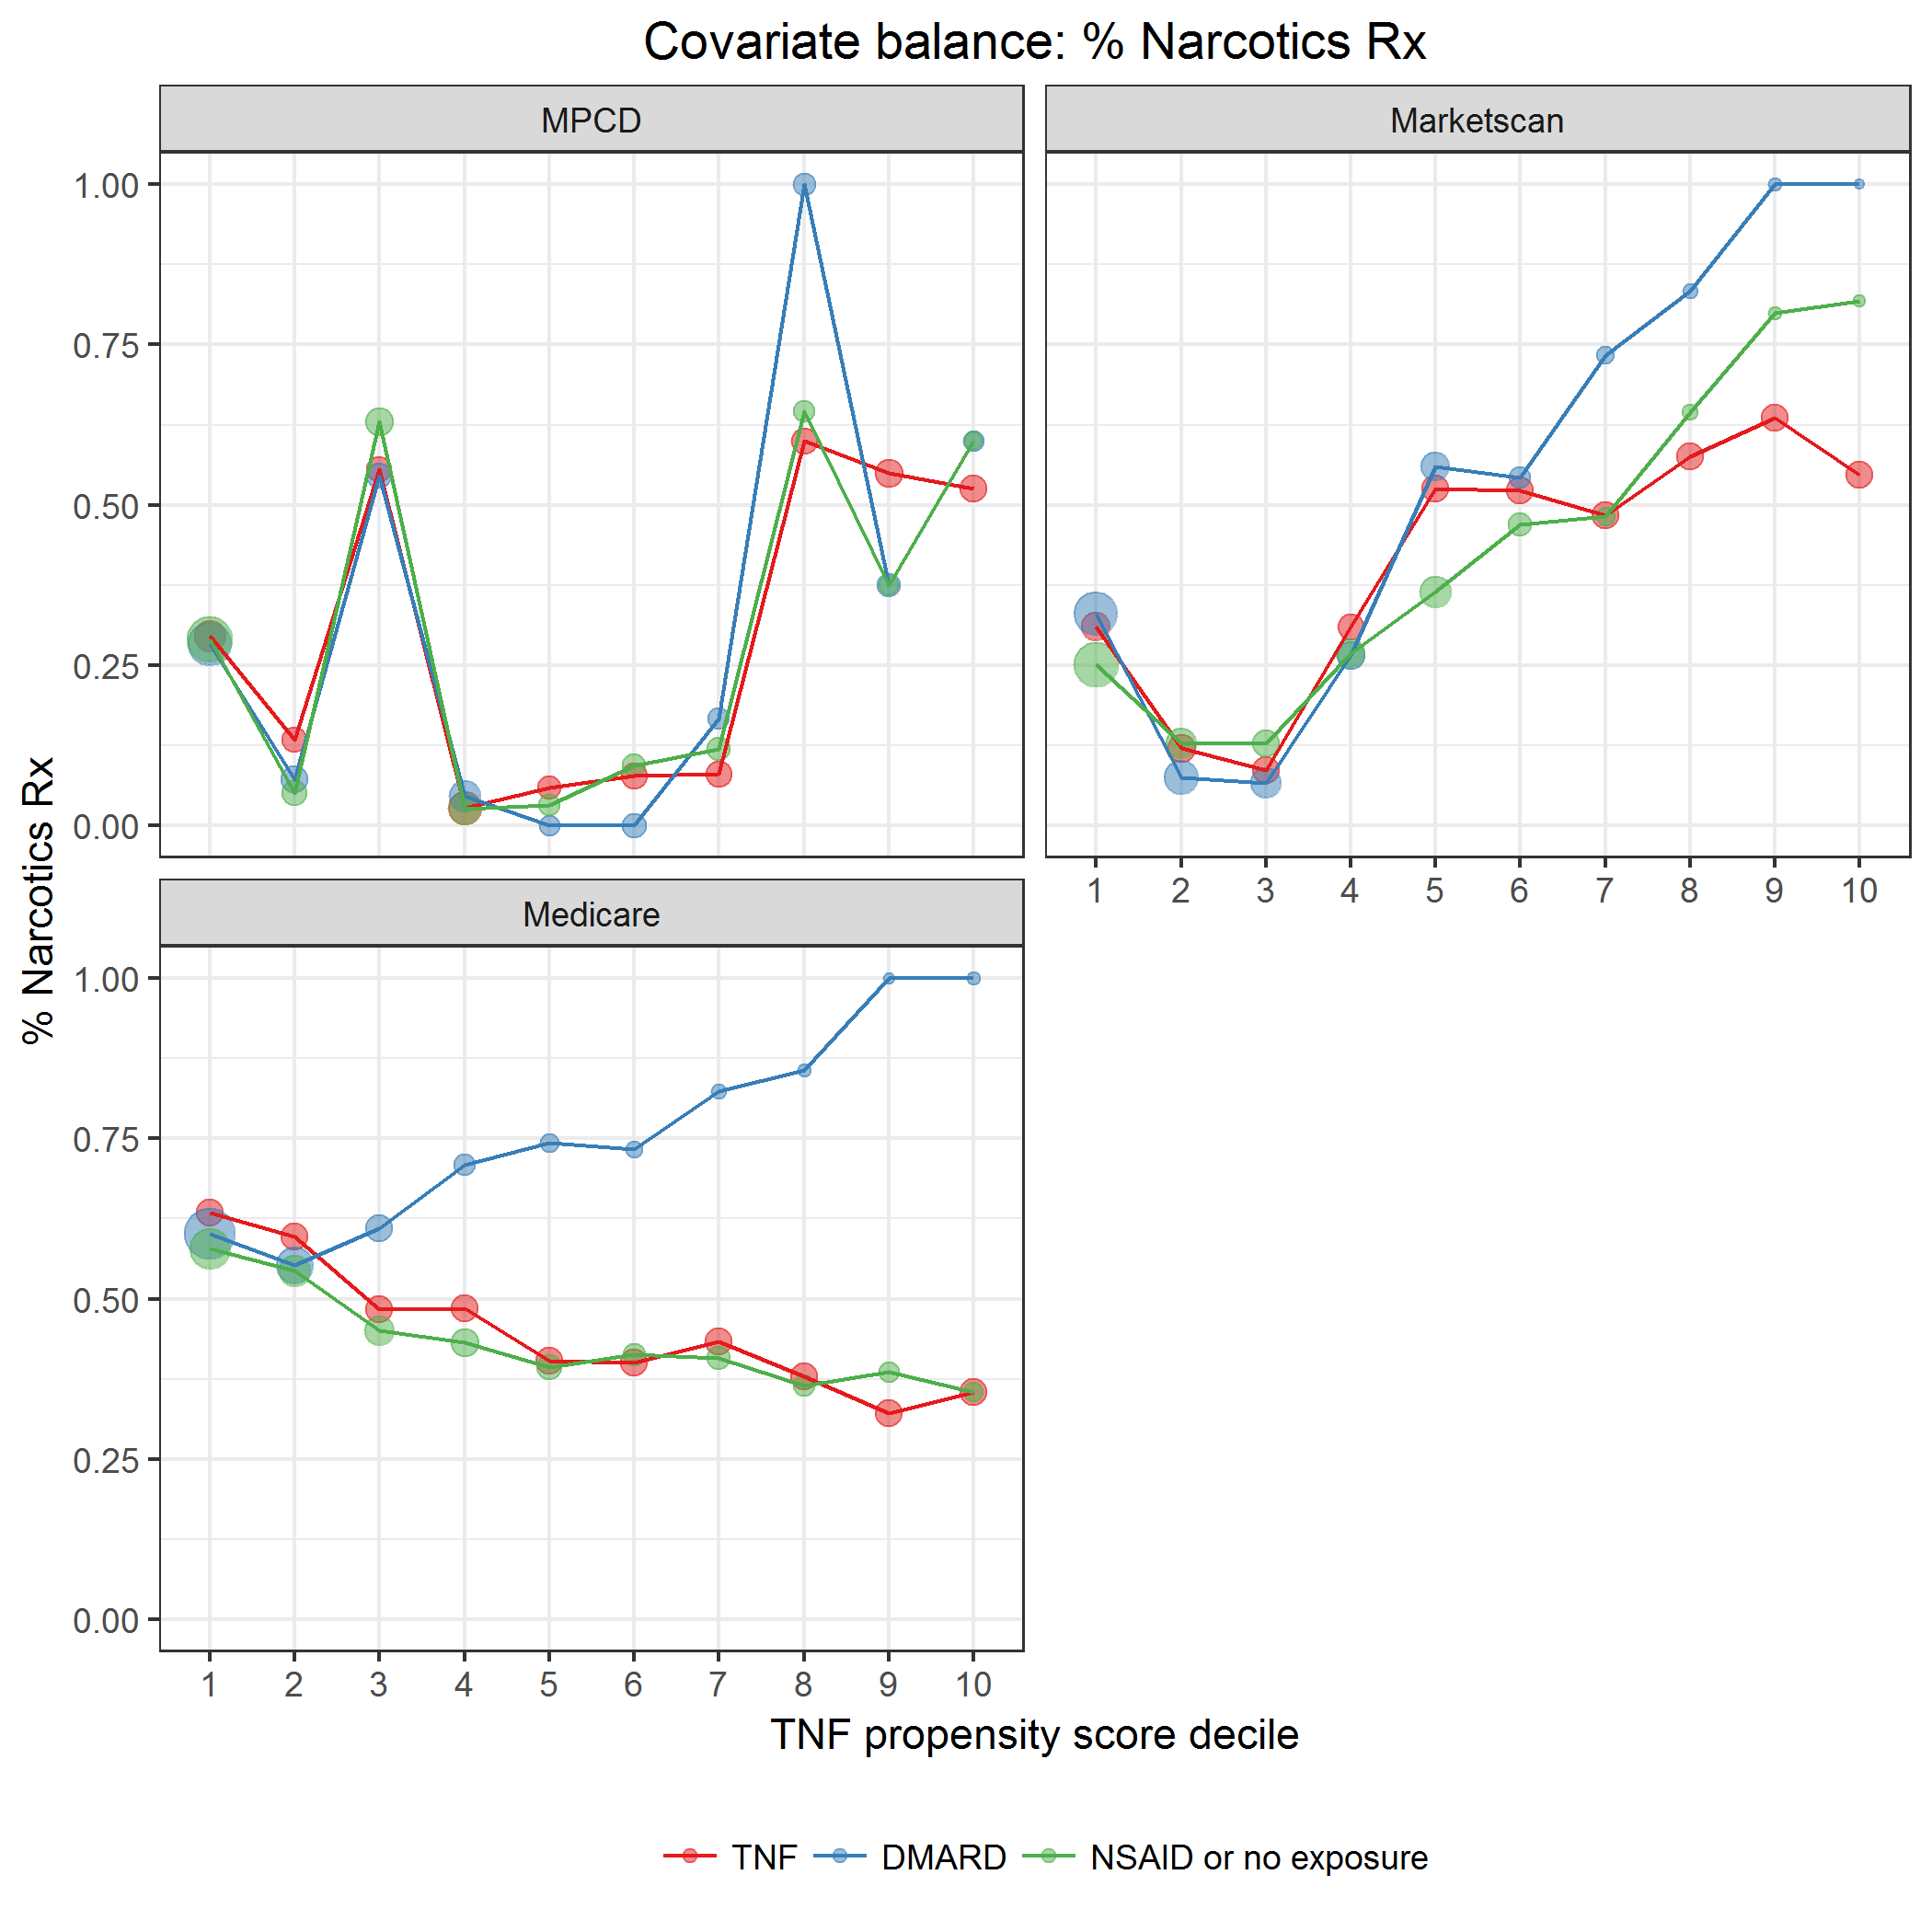 Covariate balance: % Narcotics Rx
MPCD
Marketscan
1.00
0.75
0.50
0.25
0.00
1 2 3 4 5 6 7 8 9 10
% Narcotics Rx
Medicare
1.00
0.75
0.50
0.25
0.00
1 2 3 4 5 6 7 8 9 10
TNF propensity score decile
TNF DMARD NSAID or no exposure